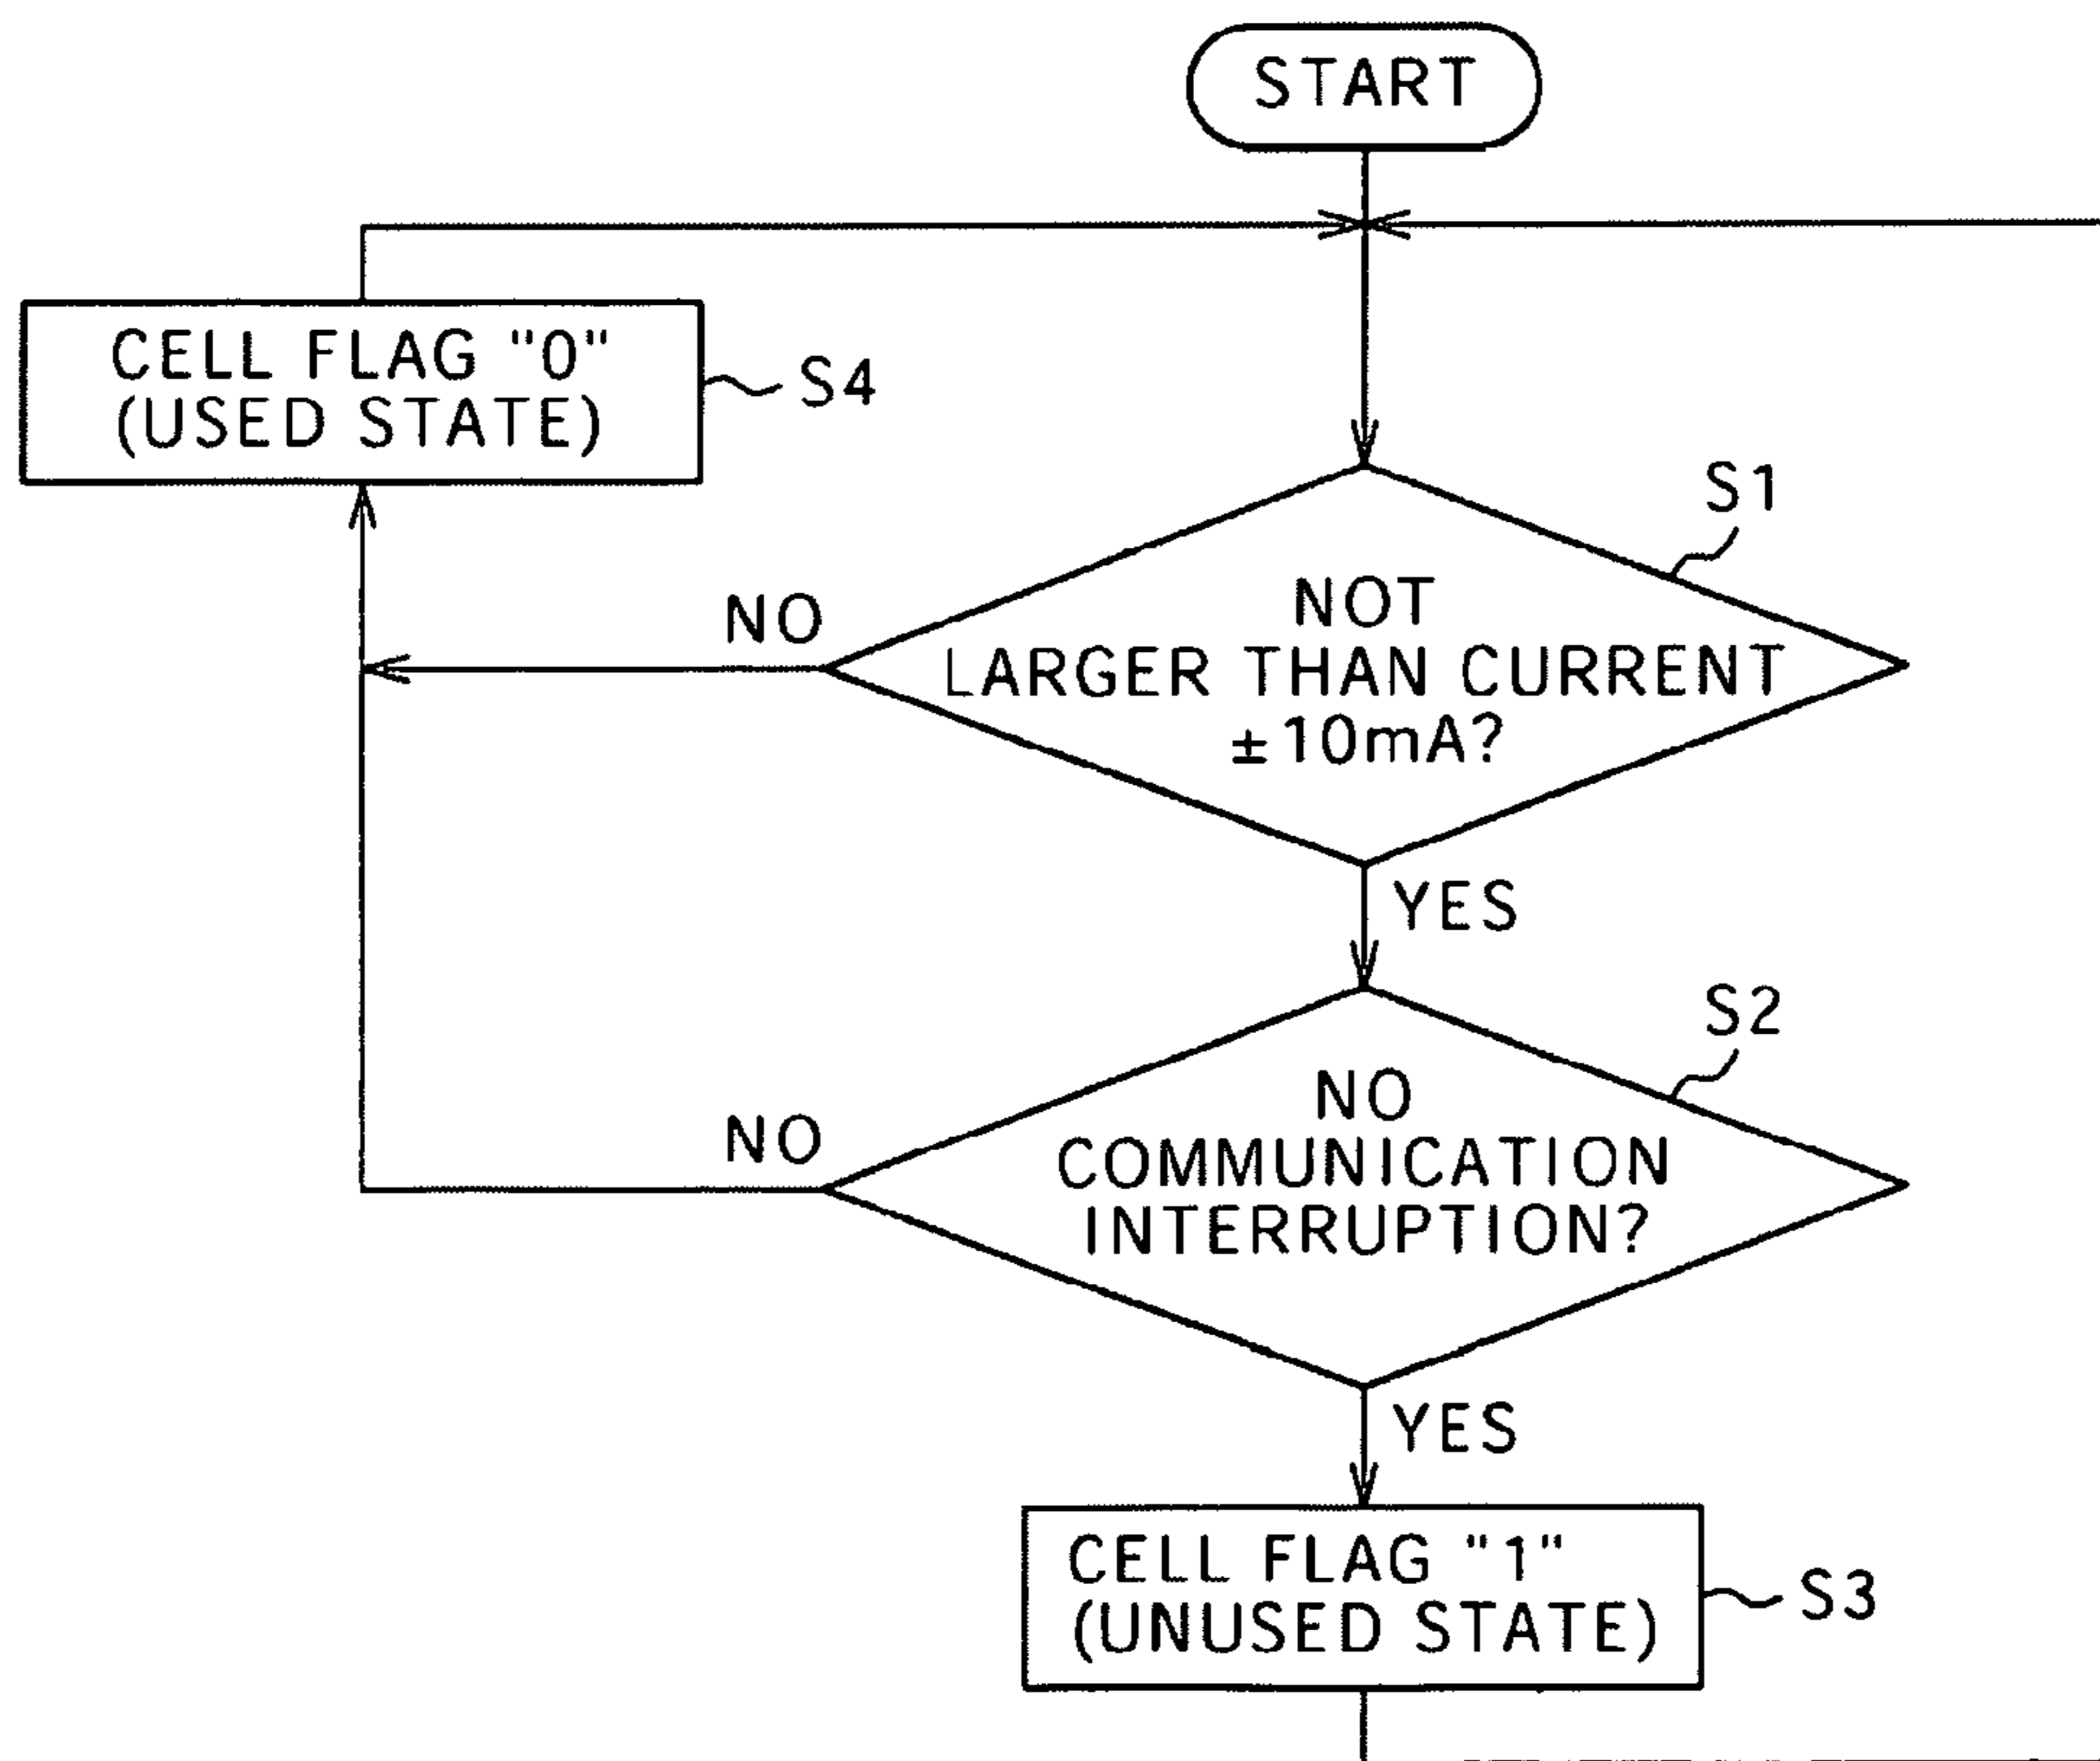 START
CELL FLAG "0"
(USED STATE)
S4
S1
NOT
LARGER THAN CURRENT
±10mA?
NO
YES
S2
NO
COMMUNICATION
INTERRUPTION?
NO
YES
CELL FLAG "1"
(UNUSED STATE)
S3